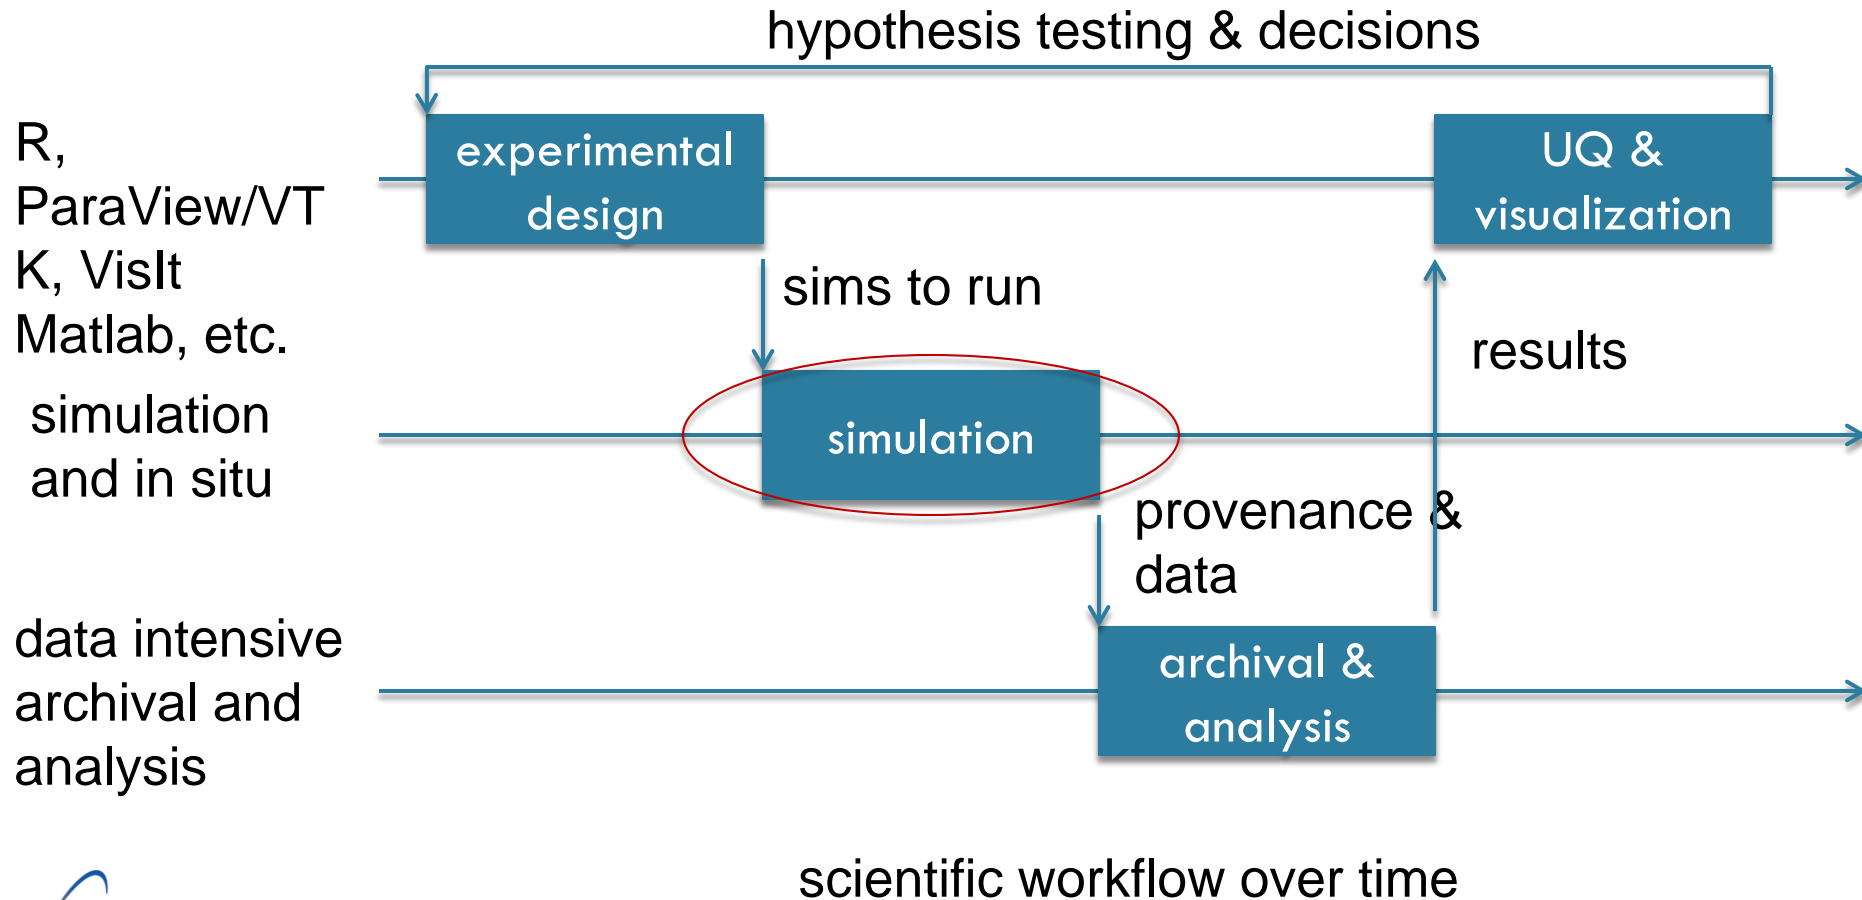 hypothesis testing & decisions
R,
ParaView/VT
K, VisIt
Matlab, etc.
experimental
design
UQ &
visualization
sims to run
results
simulation
and in situ
simulation
provenance &
data
data intensive
archival and
analysis
archival &
analysis
scientific workflow over time